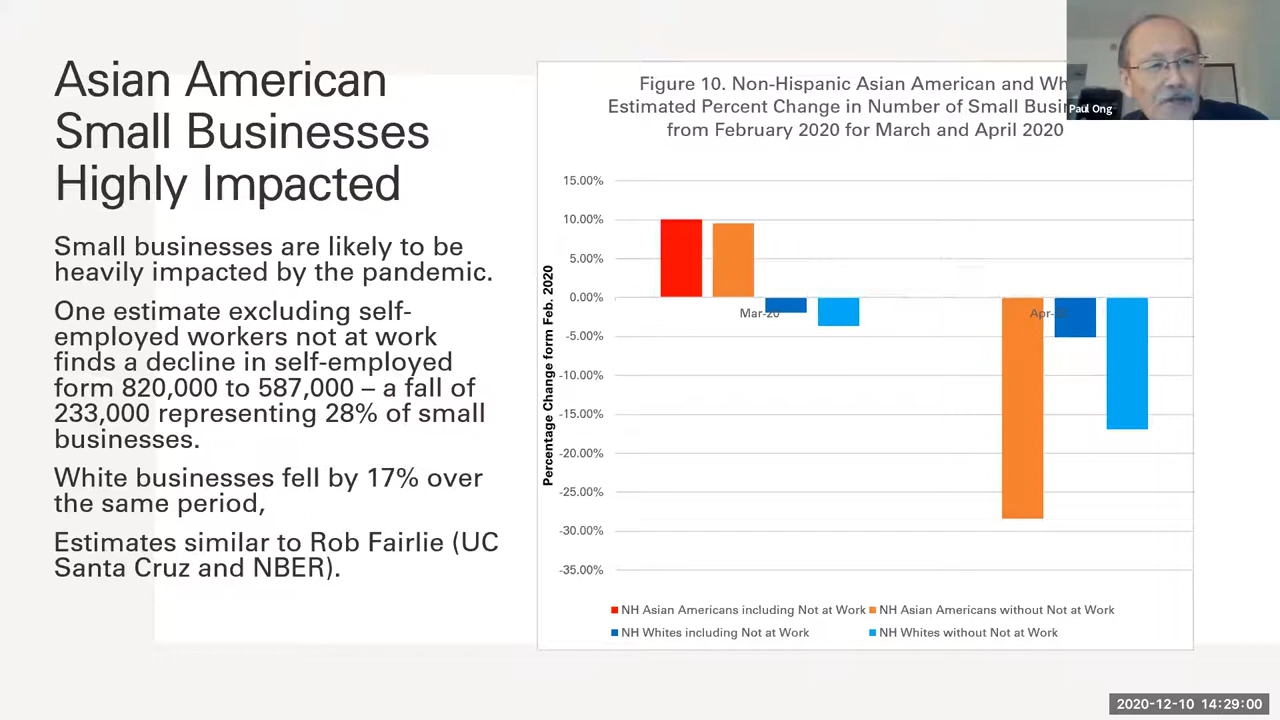 Asian American
Small Businesses
Highly Impacted
Small businesses are likely to be
heavily impacted by the pandemic.
One estimate excluding self-
employed workers not at work
finds a decline in self-employed
form 820,000 to 587,000 – a fall of
233,000 representing 28% of small
businesses.
White businesses fell by 17% over
the same period,
Estimates similar to Rob Fairlie (UC
Santa Cruz and NBER).
Figure 10. Non-Hispanic Asian American and Wh
Estimated Percent Change in Number of Small Busin
from February 2020 for March and April 2020
Percentage Change form Feb. 2020
15.00%
10.00%
5.00%
0.00%
-5.00%
-10.00%
-15.00%
-20.00%
-25.00%
-30.00%
-35.00%
Mar-20
Apr-
NH Asian Americans including Not at Work
NH Asian Americans without Not at Work
NH Whites including Not at Work
NH Whites without Not at Work
Paul Ong
2020-12-10 14:29:00